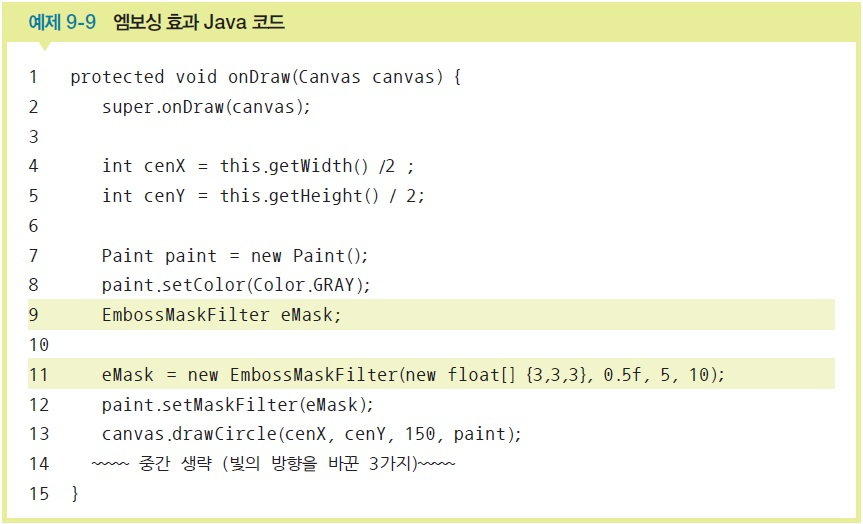 예제 9-9 엠보싱 효과 Java 코드
1 protected void onDraw(Canvas canvas) {
2 super.onDraw(canvas);
3
4 int cenX = this.getWidth() /2 ;
5 int cenY = this.getHeight() / 2;
6
7 Paint paint = new Paint();
8 paint.setColor(Color.GRAY);
9 EmbossMaskFilter eMask;
10
11 eMask = new EmbossMaskFilter(new float[] {3,3,3}, 0.5f, 5, 10);
12 paint.setMaskFilter(eMask);
13 canvas.drawCircle(cenX, cenY, 150, paint);
14 ~~~~~ 중간 생략 (빛의 방향을 바꾼 3가지)~~~~~
15 }